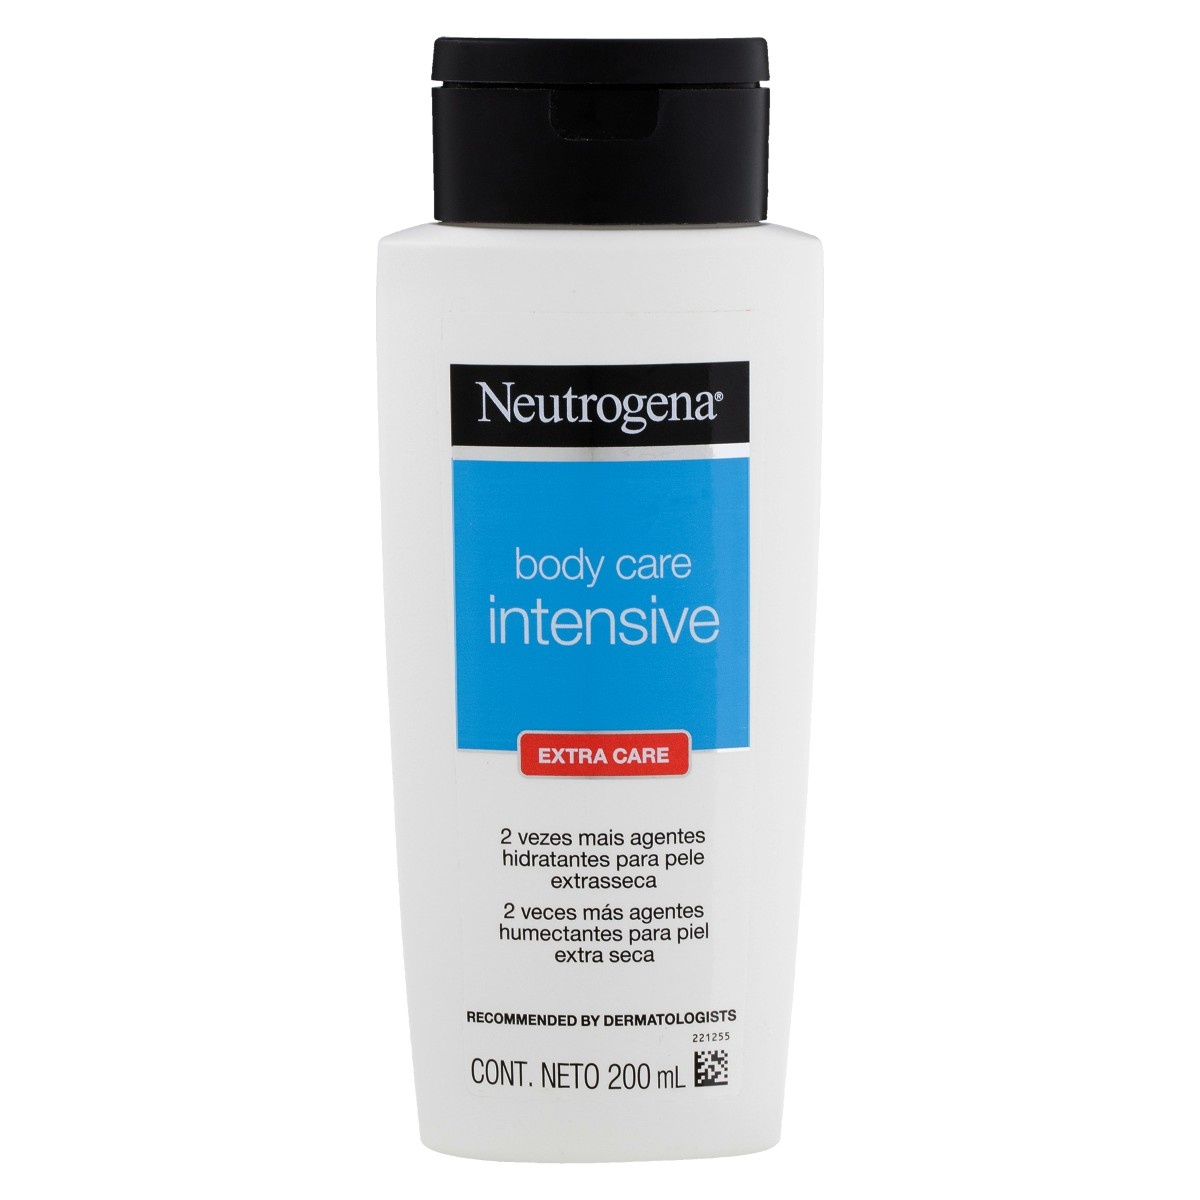 Neutrogena®
body care
intensive
EXTRA CARE
2 vezes mais agentes
hidratantes para pele
extrasseca
2 veces más agentes
humectantes para piel
extra seca
RECOMMENDED BY DERMATOLOGISTS
221255
CONT. NETO 200 mL